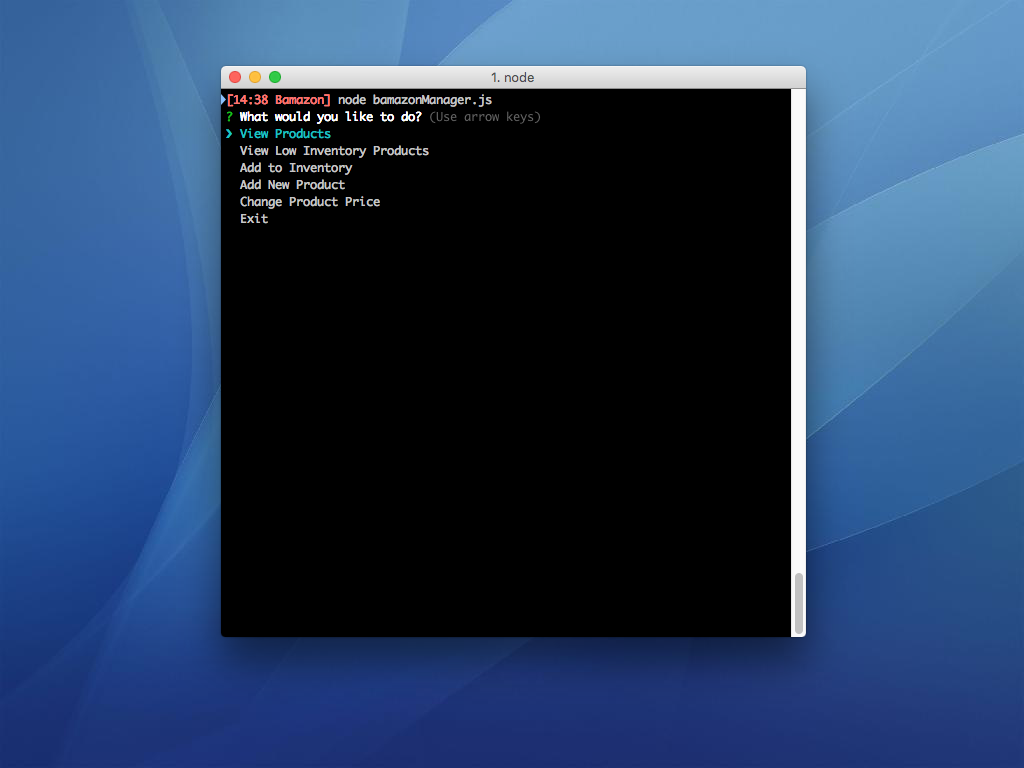 1. node
[14:38 Bamazon] node bamazonManager.js
? What would you like to do? (Use arrow keys)
❯ View Products
View Low Inventory Products
Add to Inventory
Add New Product
Change Product Price
Exit